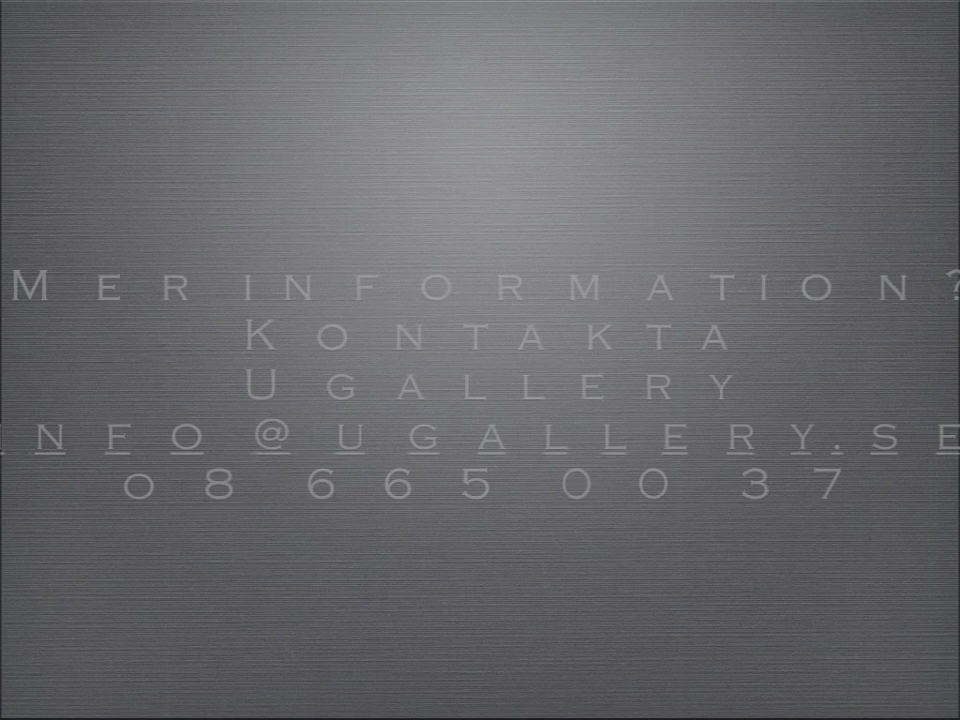 Mer information?
Kontakta
Ugallery
info@ugallery.se
08 665 00 37